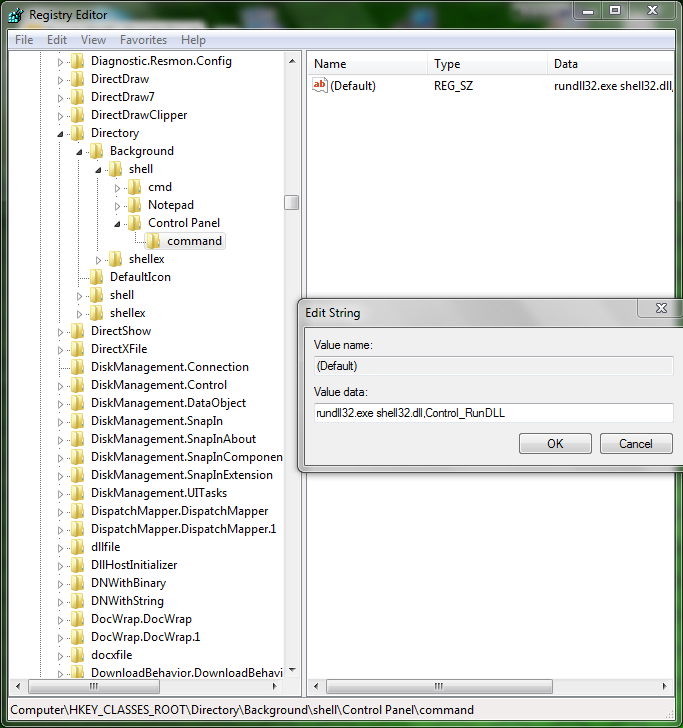 Registry Editor
File Edit View Favorites Help
Diagnostic.Resmon.Config
DirectDraw
DirectDraw7
DirectDrawClipper
Directory
Background
shell
cmd
Notepad
Control Panel
command
shellex
DefaultIcon
shell
shellex
DirectShow
DirectXFile
DiskManagement.Connection
DiskManagement.Control
DiskManagement.DataObject
DiskManagement.SnapIn
DiskManagement.SnapInAbout
DiskManagement.SnapInComponen
DiskManagement.SnapInExtension
DiskManagement.UITasks
DispatchMapper.DispatchMapper
DispatchMapper.DispatchMapper.1
dllfile
DllHostInitializer
DNWithBinary
DNWithString
DocWrap.DocWrap
DocWrap.DocWrap.1
docxfile
DownloadBehavior.DownloadBehavi
Name Type Data
ab (Default) REG_SZ rundll32.exe shell32.dll,
Edit String
Value name:
(Default)
Value data:
rundll32.exe shell32.dll,Control_RunDLL
OK Cancel
Computer\HKEY_CLASSES_ROOT\Directory\Background\shell\Control Panel\command